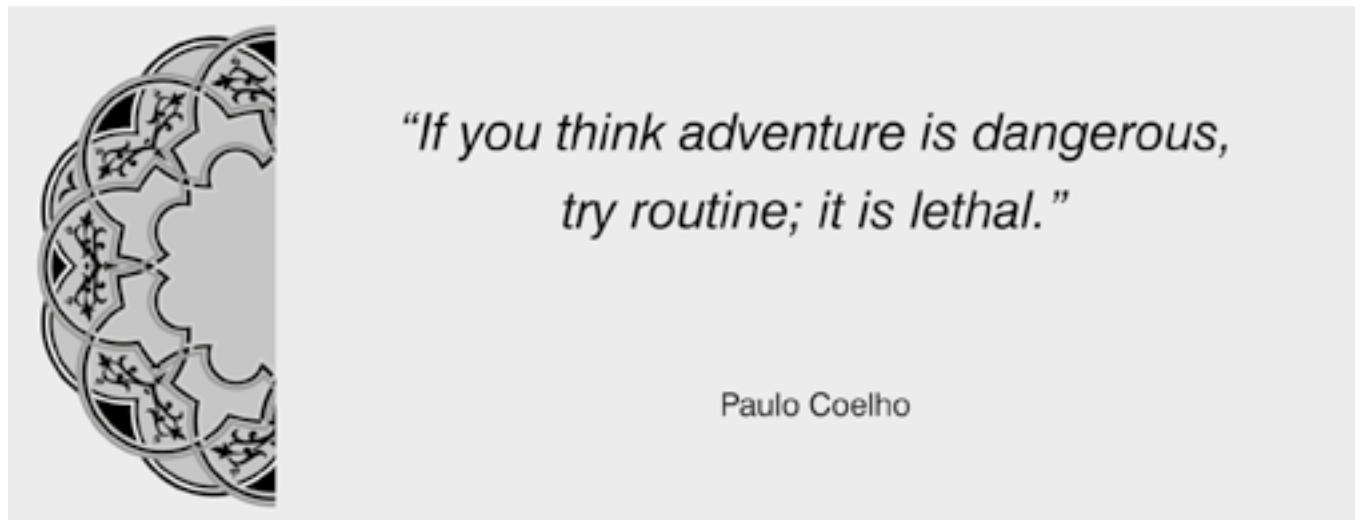 “If you think adventure is dangerous,
try routine; it is lethal.”
Paulo Coelho